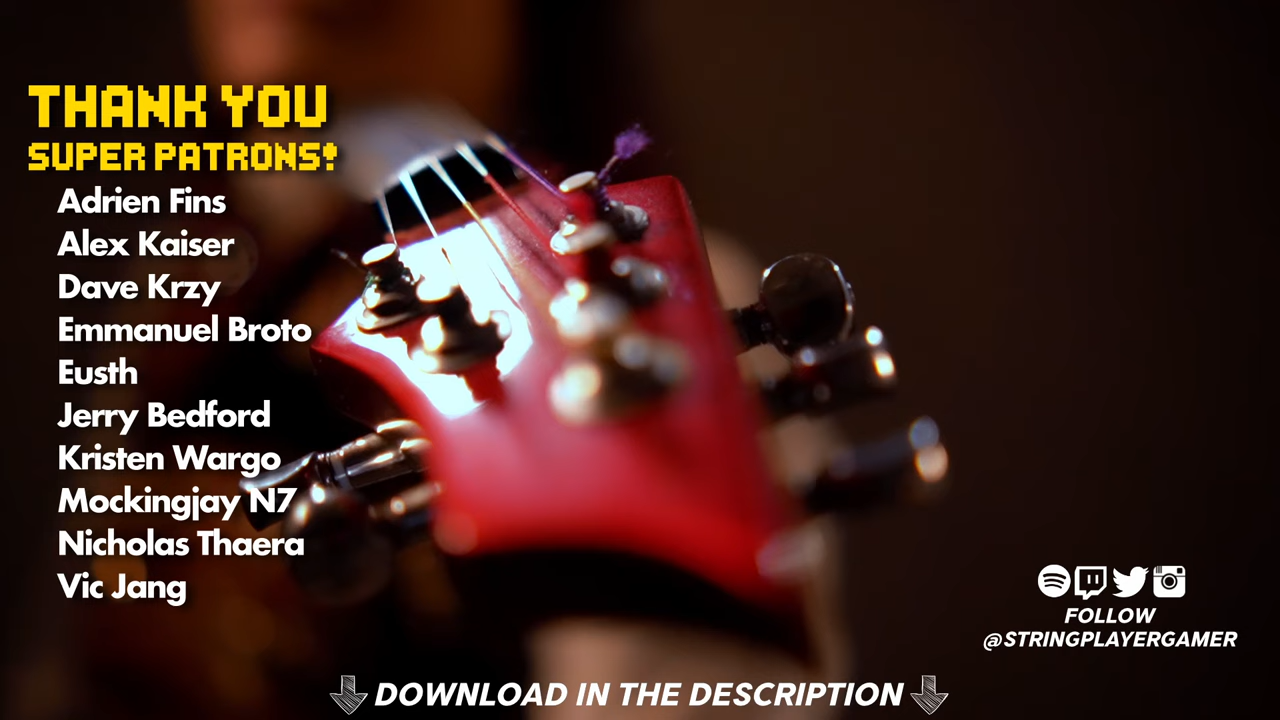 THANK YOU
SUPER PATRONS!
Adrien Fins
Alex Kaiser
Dave Krzy
Emmanuel Broto
Eusth
Jerry Bedford
Kristen Wargo
Mockingjay N7
Nicholas Thaera
Vic Jang
FOLLOW
@STRINGPLAYERGAMER
DOWNLOAD IN THE DESCRIPTION